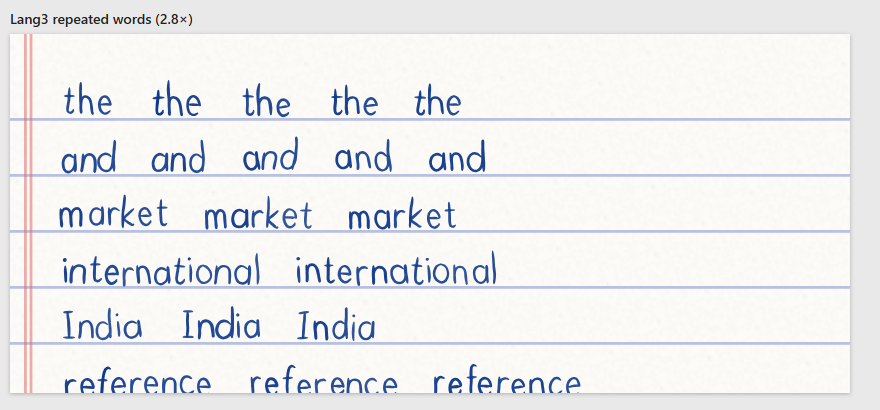 Lang3 repeated words (2.8×)
the the the the the
and and and and and
market market market
international international
India India India
reference reference reference